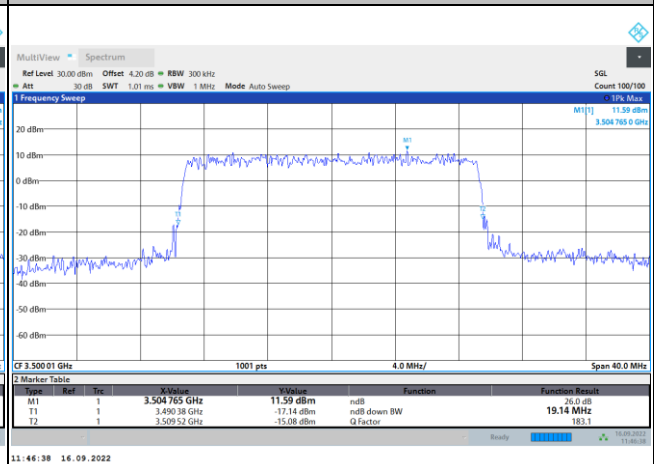 MultiView Spectrum
Ref Level 30.00 dBm Offset 4.20 dB RBW 300 kHz SGL
Att 30 dB SWT 1.01 ms VBW 1 MHz Mode Auto Sweep Count 100/100
1 Frequency Sweep 1Pk Max
M1[1] 11.59 dBm
3.504 765 0 GHz
20 dBm
M1
10 dBm
0 dBm
-10 dBm
T1 T2
-20 dBm
-30 dBm
-40 dBm
-50 dBm
-60 dBm
CF 3.500 01 GHz 1001 pts 4.0 MHz/ Span 40.0 MHz
2 Marker Table
Type Ref Trc X-Value Y-Value Function Function Result
M1 1 3.504 765 GHz 11.59 dBm ndB 26.0 dB
T1 1 3.490 38 GHz -17.14 dBm ndB down BW 19.14 MHz
T2 1 3.509 52 GHz -15.08 dBm Q Factor 183.1
Ready 16.09.2022
11:46:38
11:46:38 16.09.2022